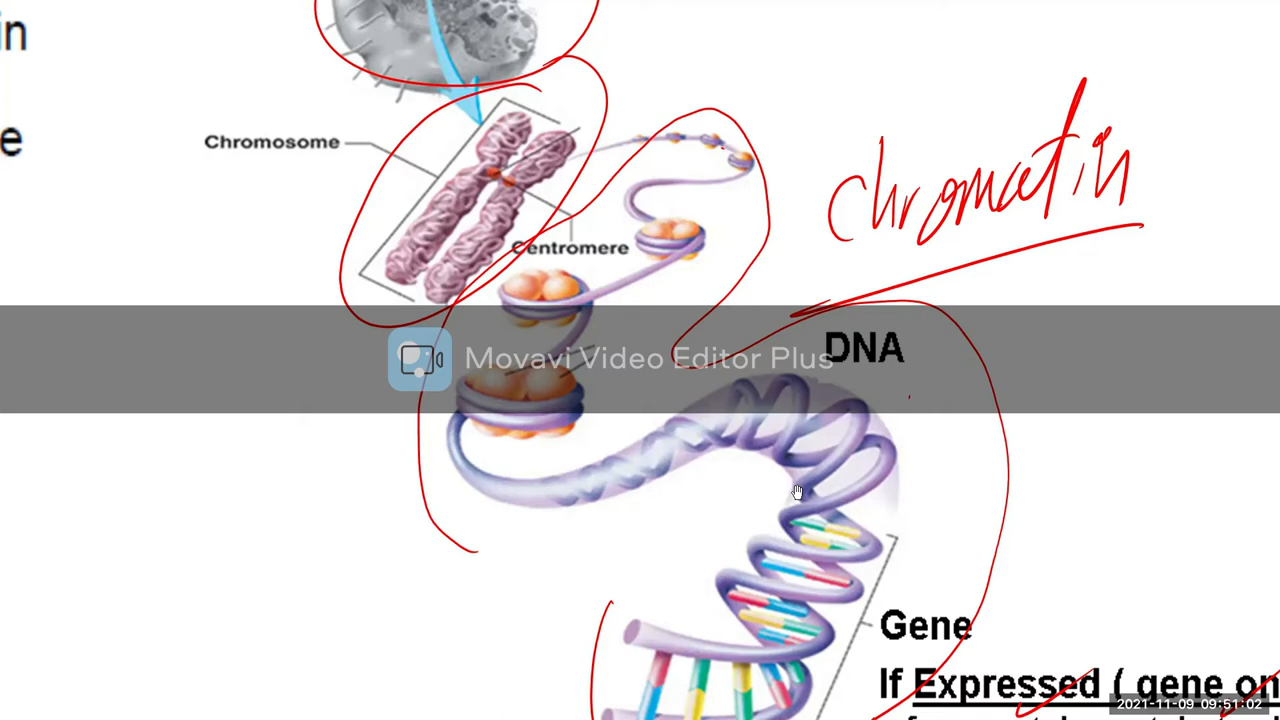 in
e
Chromosome
chromatin
Centromere
Movavi Video Editor Plus
DNA
Gene
If Expressed ( gene on
2021-11-09 09:51:02